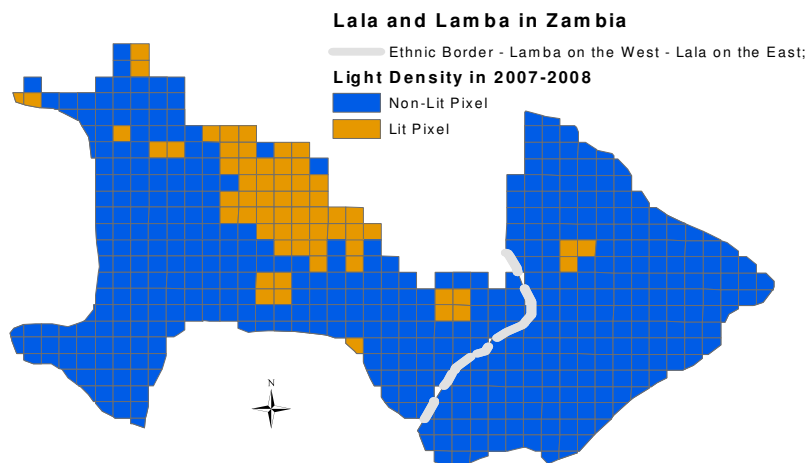 Lala and Lamba in Zambia
Ethnic Border - Lamba on the West - Lala on the East;
Light Density in 2007-2008
Non-Lit Pixel
Lit Pixel
N